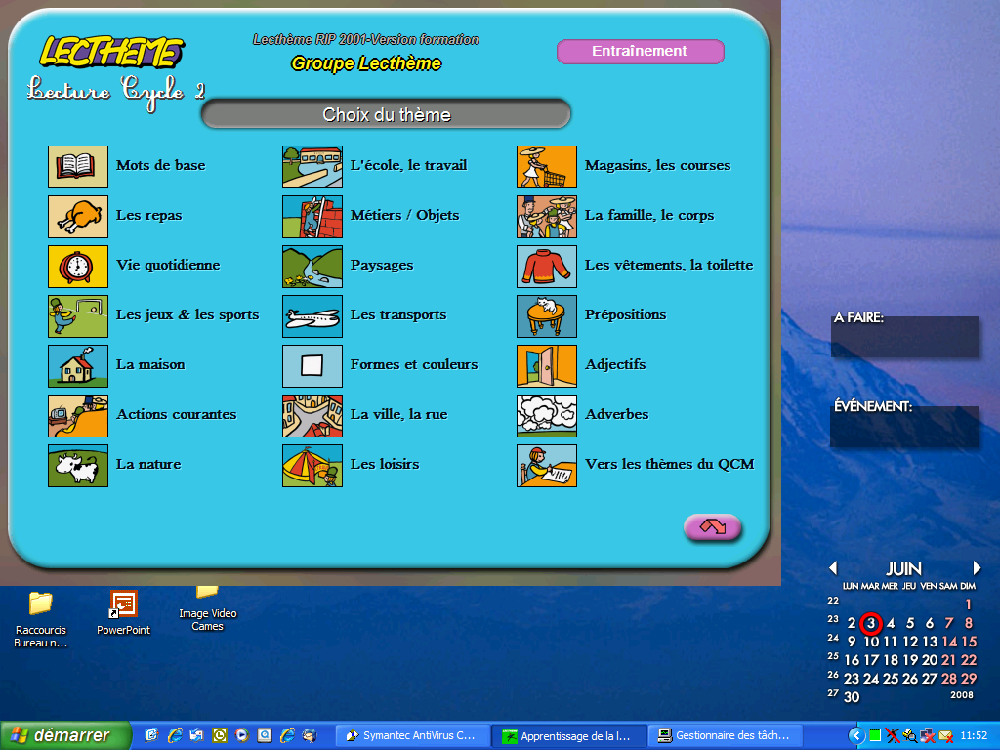 LECTHEME
Lecture Cycle 2
Lecthème RIP 2001-Version formation
Groupe Lecthème
Entraînement
Choix du thème
Mots de base
L'école, le travail
Magasins, les courses
Les repas
Métiers / Objets
La famille, le corps
Vie quotidienne
Paysages
Les vêtements, la toilette
Les jeux & les sports
Les transports
Prépositions
La maison
Formes et couleurs
Adjectifs
Actions courantes
La ville, la rue
Adverbes
La nature
Les loisirs
Vers les thèmes du QCM
A FAIRE:
ÉVÉNEMENT:
JUIN
LUN MAR MER JEU VEN SAM DIM
22 1
23 2 3 4 5 6 7 8
24 9 10 11 12 13 14 15
25 16 17 18 19 20 21 22
26 23 24 25 26 27 28 29
27 30 2008
Raccourcis
Bureau n...
PowerPoint
Image Video
Games
démarrer
Symantec AntiVirus C...
Apprentissage de la l...
Gestionnaire des tâch...
11:52